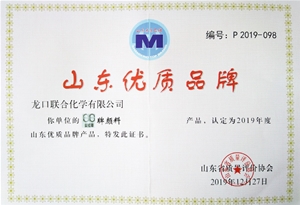 编号：P 2019-098
山东优质品牌
龙口联合化学有限公司
你单位的 牌颜料 产品，认定为2019年度
山东优质品牌产品。特发此证书。
山东省质量评价协会
2019年12月27日